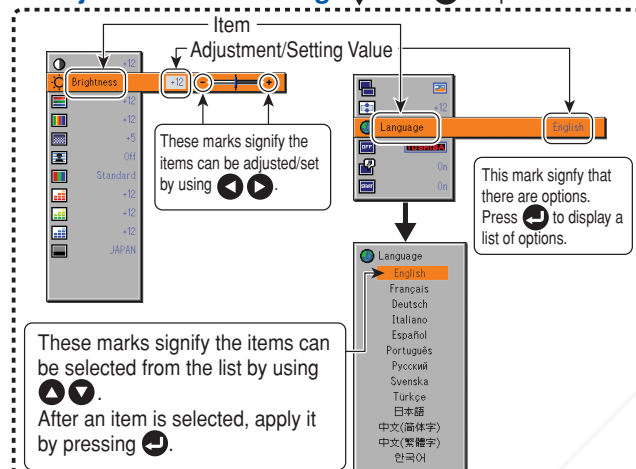 Item
Adjustment/Setting Value
+12
Brightness
+12
+12
+12
+5
Off
Standard
+12
+12
+12
JAPAN
These marks signify the
items can be adjusted/set
by using
+12
Language
English
OFF
TOSHIBA
On
START
On
This mark signfy that
there are options.
Press to display a
list of options.
Language
English
Français
Deutsch
Italiano
Español
Português
Русский
Svenska
Türkçe
日本語
中文(简体字)
中文(繁體字)
한국어
These marks signify the items can
be selected from the list by using
.
After an item is selected, apply it
by pressing .